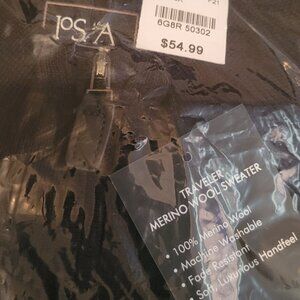 JoS. A
6G8R 50302
$54.99
TRAVELER
MERINO WOOL SWEATER
• 100% Merino Wool
• Machine Washable
• Fade Resistant
• Soft, Luxurious Handfeel